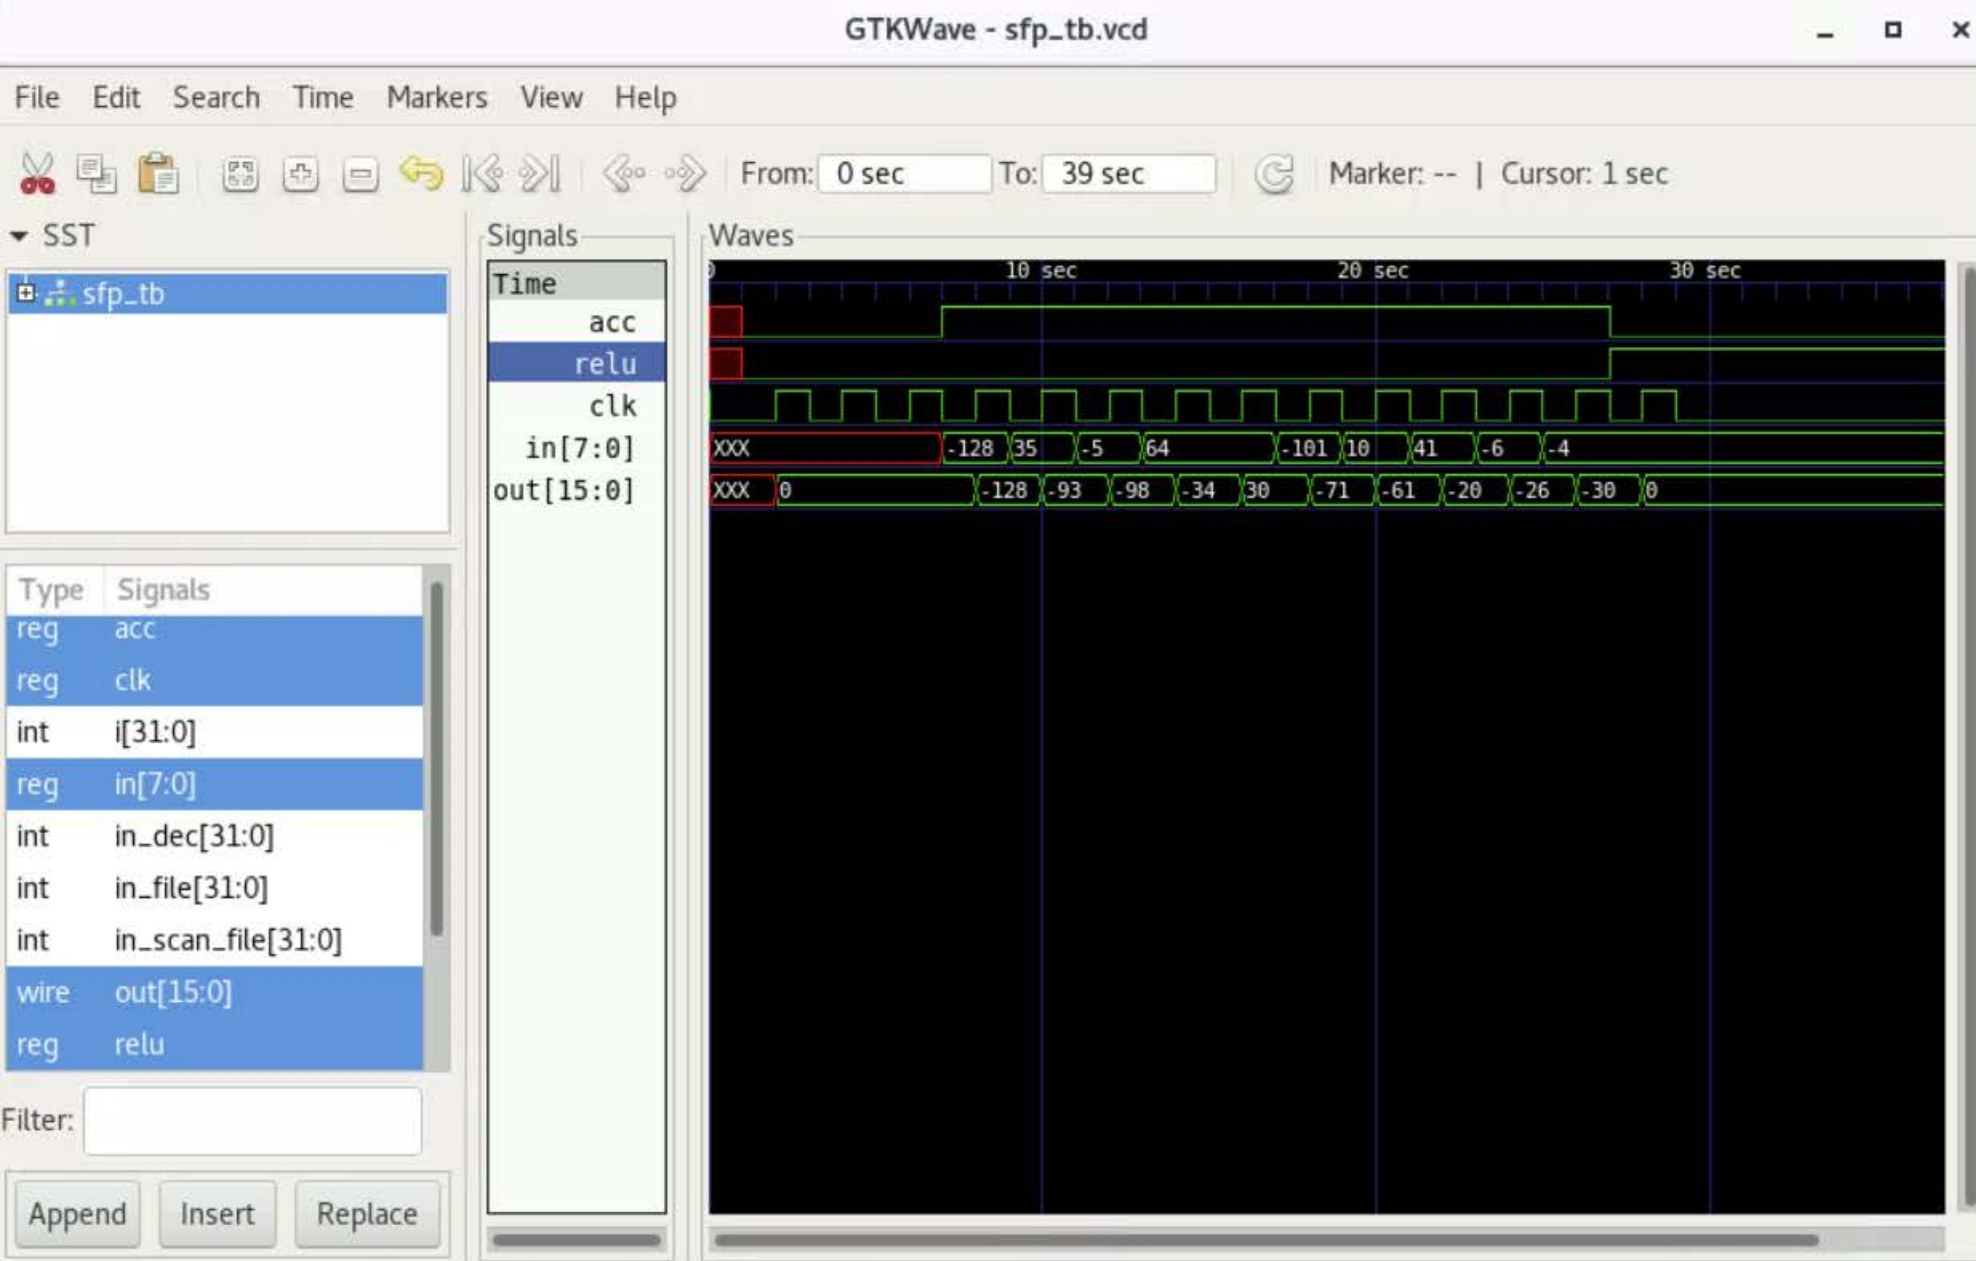 GTKWave - sfp_tb.vcd
File Edit Search Time Markers View Help
From: 0 sec To: 39 sec Marker: -- | Cursor: 1 sec
SST
sfp_tb
Type Signals
reg acc
reg clk
int i[31:0]
reg in[7:0]
int in_dec[31:0]
int in_file[31:0]
int in_scan_file[31:0]
wire out[15:0]
reg relu
Filter:
Append Insert Replace
Signals
Time
acc
relu
clk
in[7:0]
out[15:0]
Waves
0 10 sec 20 sec 30 sec
XXX -128 35 -5 64 -101 10 41 -6 -4
XXX 0 -128 -93 -98 -34 30 -71 -61 -20 -26 -30 0